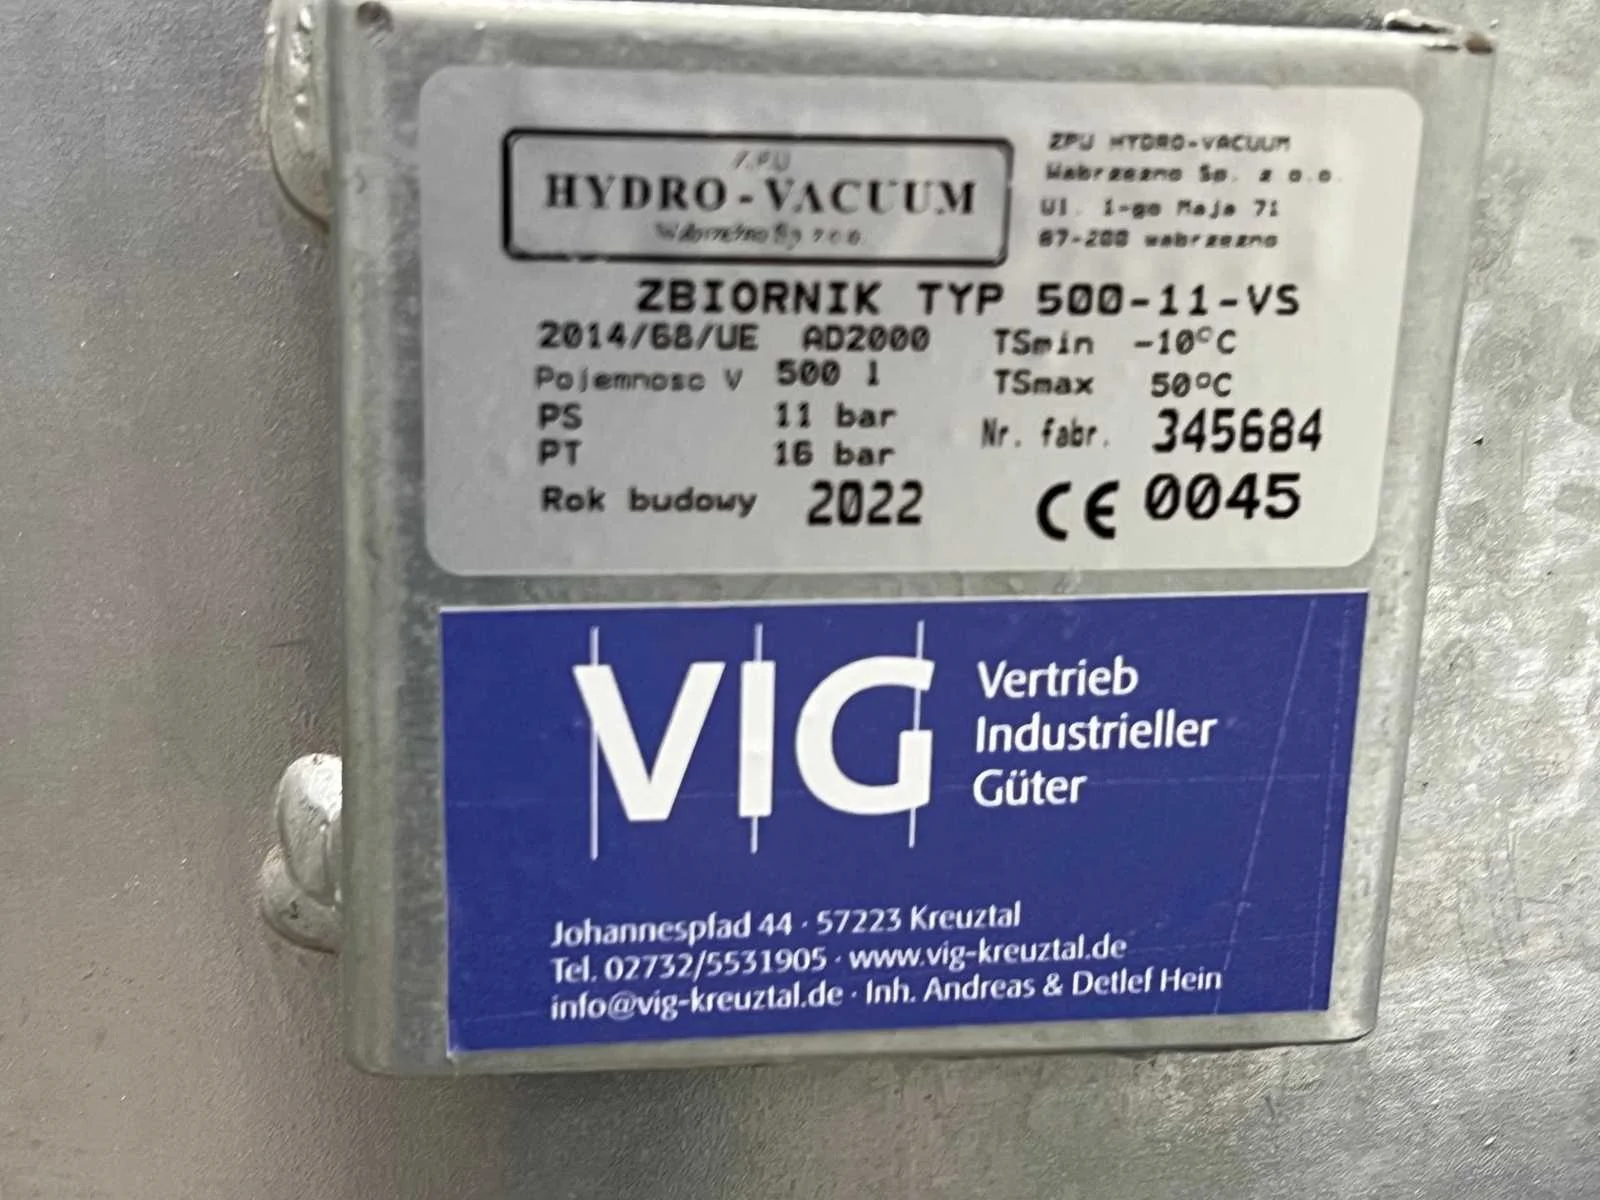 Z.P.U
HYDRO-VACUUM
Wabrzezno Sp. z o.o.
ZPU HYDRO-VACUUM
Wabrzezno Sp. z o.o.
Ul. 1-go Maja 71
87-200 wabrzezno
ZBIORNIK TYP 500-11-VS
2014/68/UE AD2000
Pojemnosc V 500 l
PS 11 bar
PT 16 bar
Rok budowy 2022
TSmin -10°C
TSmax 50°C
Nr. fabr. 345684
CE 0045
VIG
Vertrieb
Industrieller
Güter
Johannespfad 44 · 57223 Kreuztal
Tel. 02732/5531905 · www.vig-kreuztal.de
info@vig-kreuztal.de · Inh. Andreas & Detlef Hein